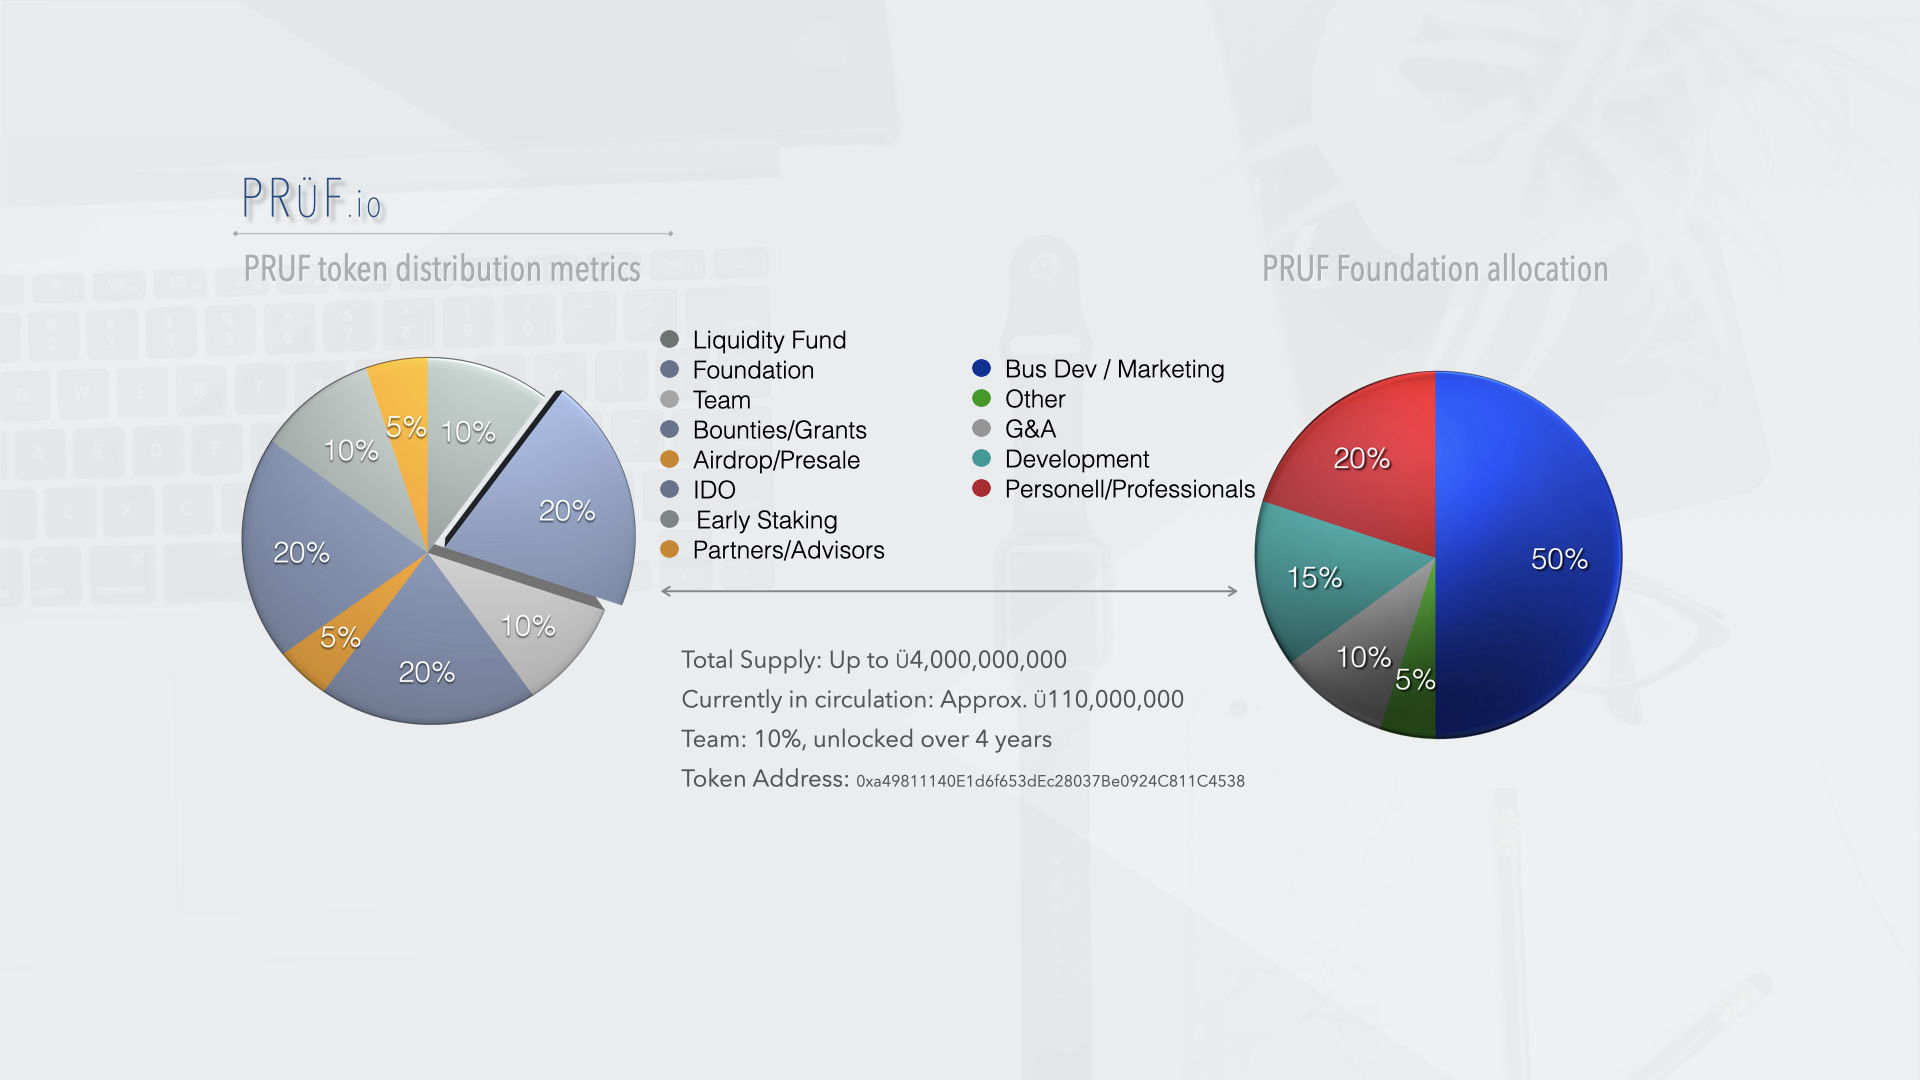 PRÜF.io
PRUF token distribution metrics
PRUF Foundation allocation
Liquidity Fund
Foundation
Team
Bounties/Grants
Airdrop/Presale
IDO
Early Staking
Partners/Advisors
Bus Dev / Marketing
Other
G&A
Development
Personell/Professionals
5%
10%
10%
20%
20%
10%
5%
20%
20%
50%
15%
10%
5%
Total Supply: Up to Ü4,000,000,000
Currently in circulation: Approx. Ü110,000,000
Team: 10%, unlocked over 4 years
Token Address: 0xa49811140E1d6f653dEc28037Be0924C811C4538